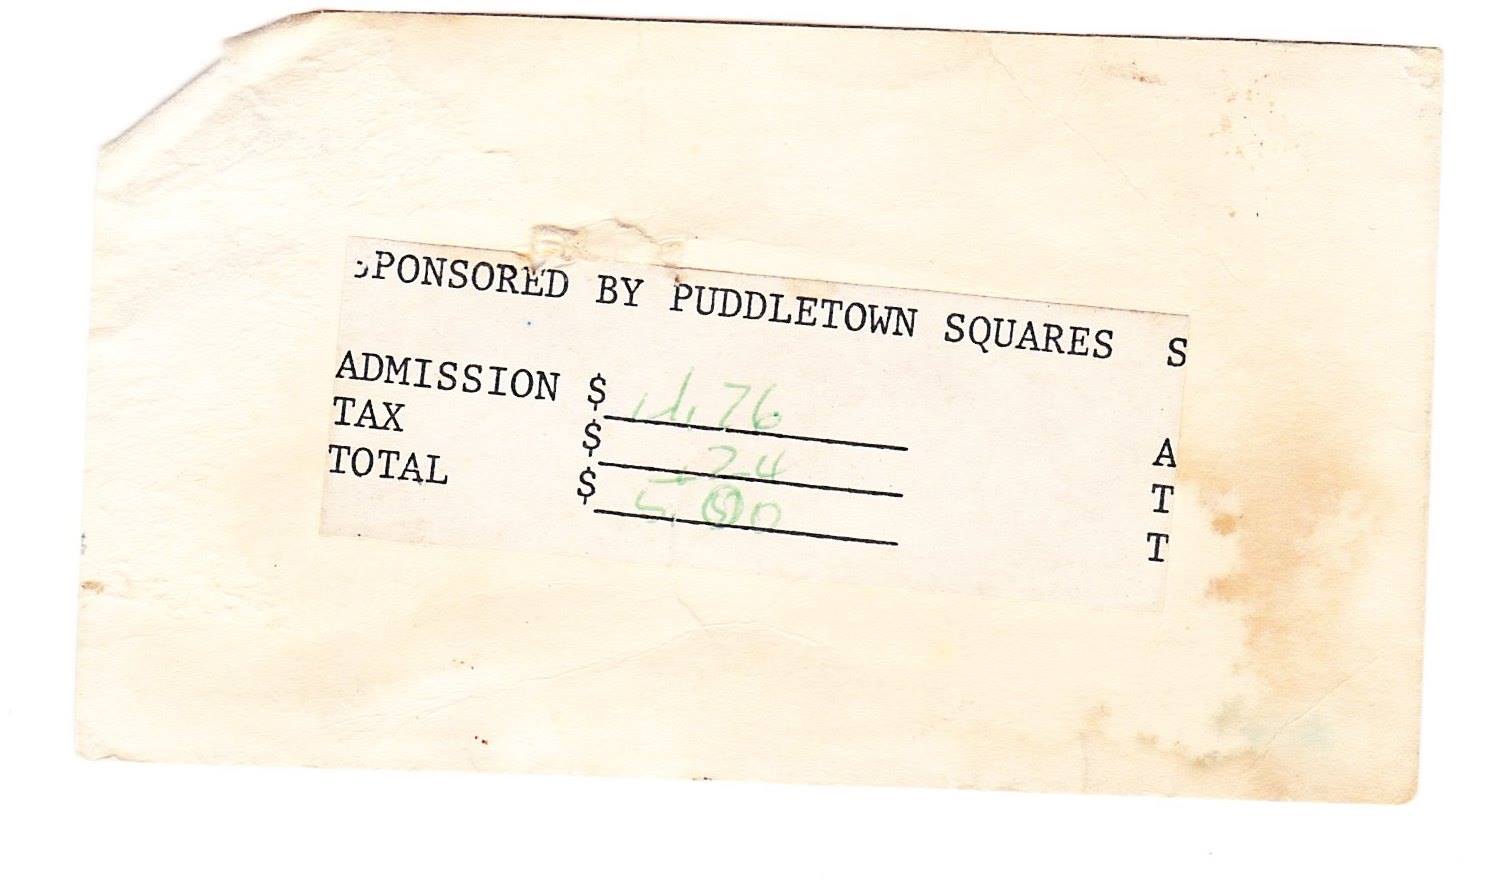 SPONSORED BY PUDDLETOWN SQUARES S
ADMISSION $ 4.76 A
TAX $ .24 T
TOTAL $ 5.00 T